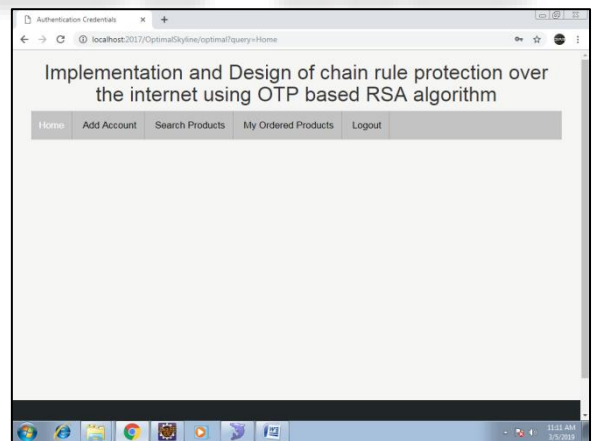 Authentication Credentials
localhost:2017/OptimalSkyline/optimal?query=Home
Implementation and Design of chain rule protection over
the internet using OTP based RSA algorithm
Home Add Account Search Products My Ordered Products Logout
11:11 AM
3/5/2019